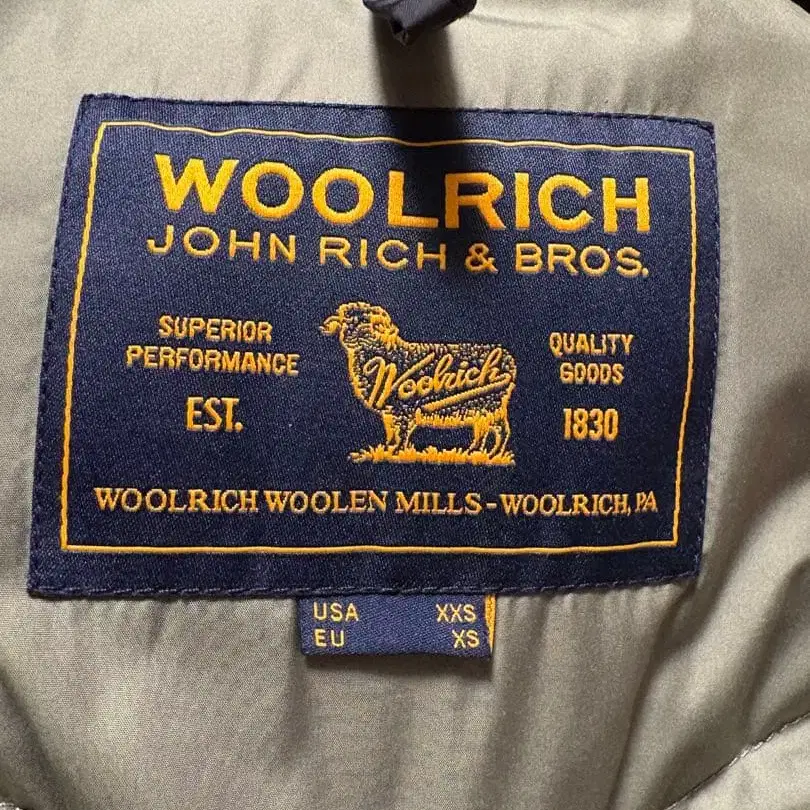 WOOLRICH
JOHN RICH & BROS.
SUPERIOR
PERFORMANCE
EST.
Woolrich
QUALITY
GOODS
1830
WOOLRICH WOOLEN MILLS - WOOLRICH, PA
USA XXS
EU XS